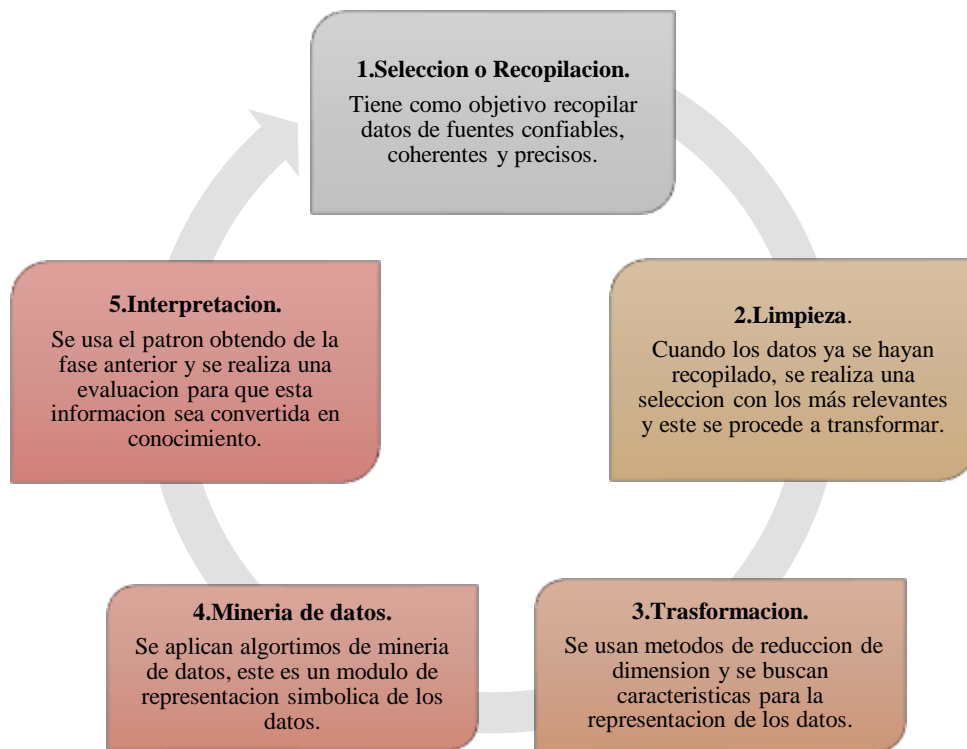 1.Seleccion o Recopilacion.
Tiene como objetivo recopilar
datos de fuentes confiables,
coherentes y precisos.
2.Limpieza.
Cuando los datos ya se hayan
recopilado, se realiza una
seleccion con los más relevantes
y este se procede a transformar.
3.Trasformacion.
Se usan metodos de reduccion de
dimension y se buscan
caracteristicas para la
representacion de los datos.
4.Mineria de datos.
Se aplican algortimos de mineria
de datos, este es un modulo de
representacion simbolica de los
datos.
5.Interpretacion.
Se usa el patron obtendo de la
fase anterior y se realiza una
evaluacion para que esta
informacion sea convertida en
conocimiento.